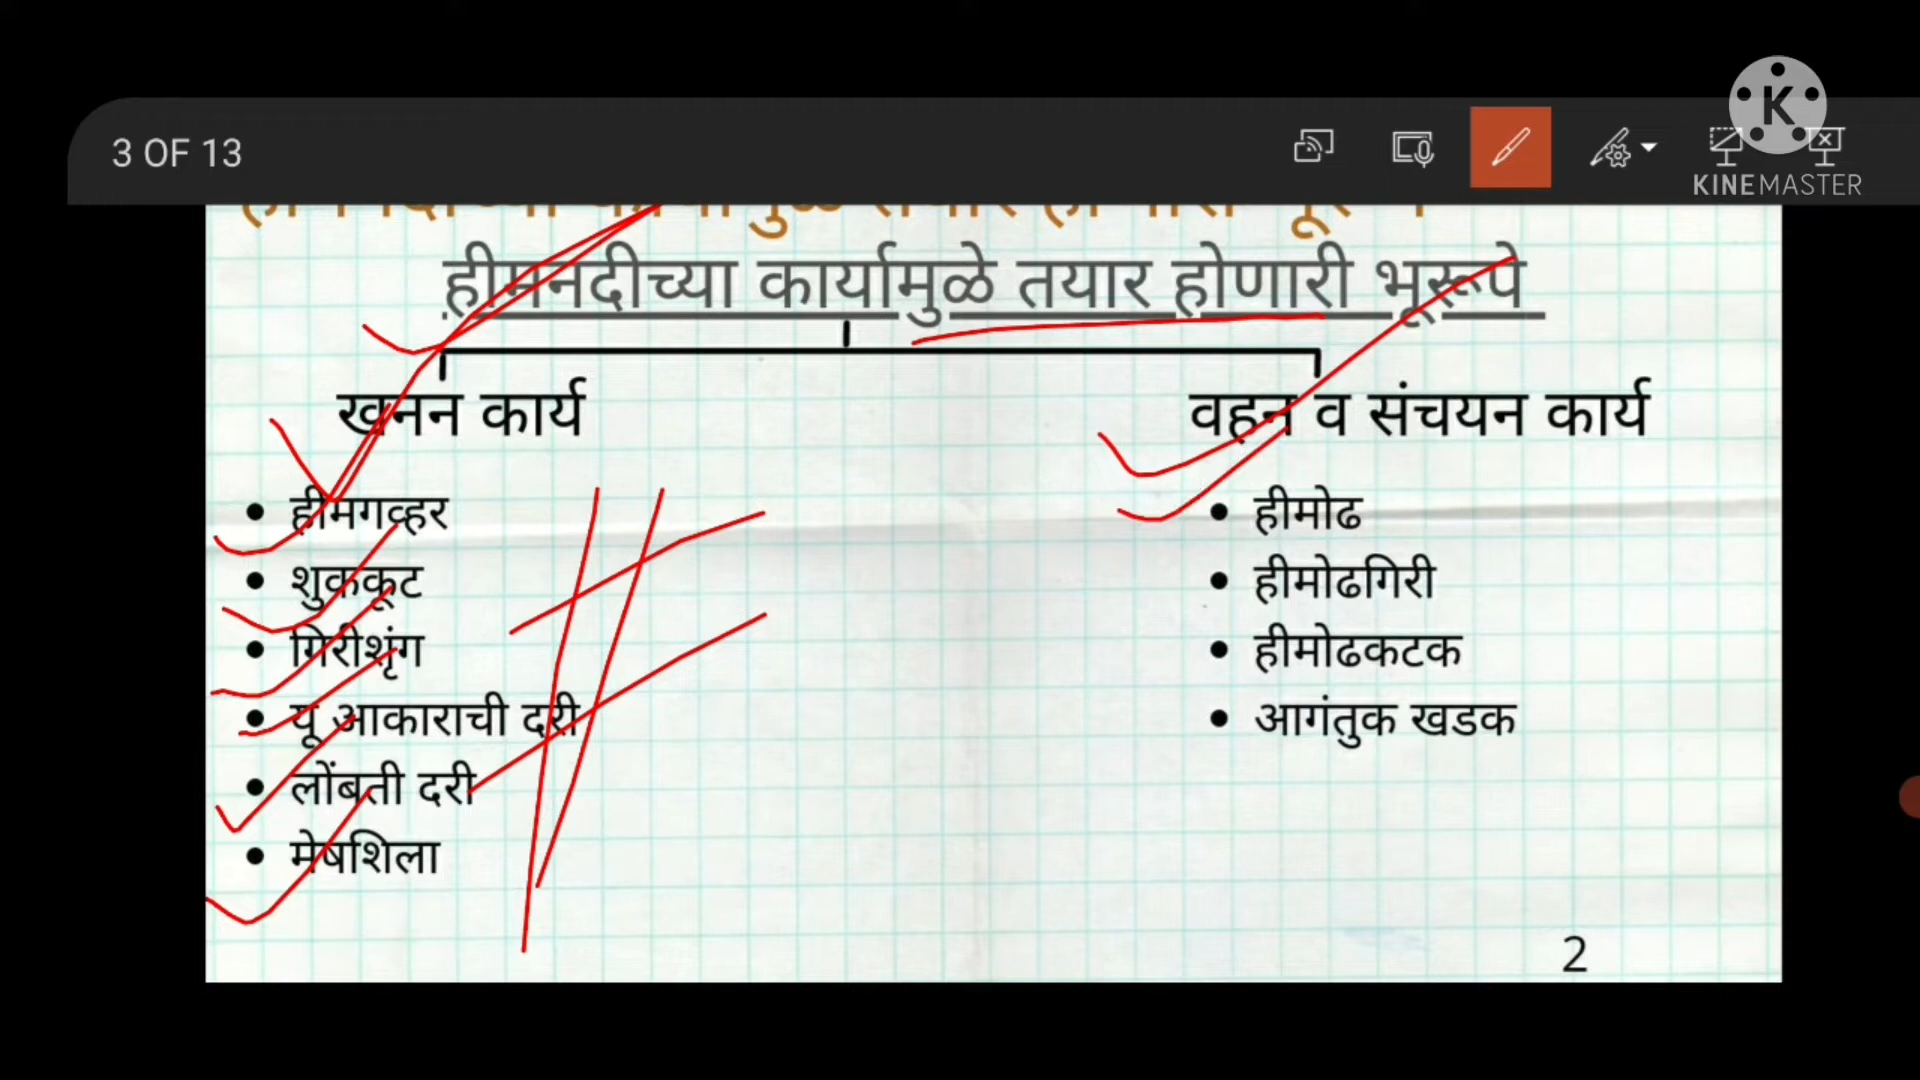 3 OF 13
KINEMASTER
हीमनदीच्या कार्यामुळे तयार होणारी भूरूपे
खनन कार्य
वहन व संचयन कार्य
हीमगव्हर
शुककूट
गिरीशृंग
यू आकाराची दरी
लोंबती दरी
मेषशिला
हीमोढ
हीमोढगिरी
हीमोढकटक
आगंतुक खडक
2